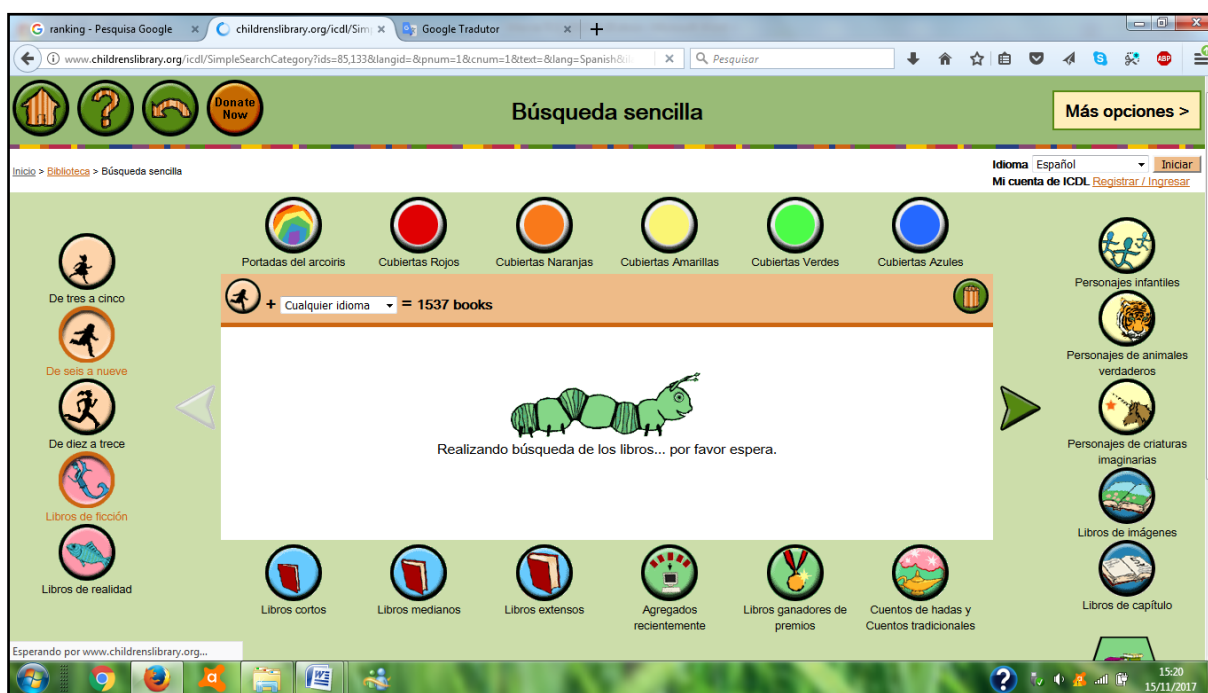 ranking - Pesquisa Google
childrenslibrary.org/icdl/Sim
Google Tradutor
www.childrenslibrary.org/icdl/SimpleSearchCategory?ids=85,133&langid=&pnum=1&cnum=1&text=&lang=Spanish&
Pesquisar
ABP
Donate
Now
Búsqueda sencilla
Más opciones >
Inicio > Biblioteca > Búsqueda sencilla
Idioma Español Iniciar
Mi cuenta de ICDL Registrar / Ingresar
Portadas del arcoiris
Cubiertas Rojos
Cubiertas Naranjas
Cubiertas Amarillas
Cubiertas Verdes
Cubiertas Azules
De tres a cinco
De seis a nueve
De diez a trece
Libros de ficción
Libros de realidad
+ Cualquier idioma = 1537 books
Realizando búsqueda de los libros... por favor espera.
Personajes infantiles
Personajes de animales
verdaderos
Personajes de criaturas
imaginarias
Libros de imágenes
Libros de capítulo
Libros cortos
Libros medianos
Libros extensos
Agregados
recientemente
Libros ganadores de
premios
Cuentos de hadas y
Cuentos tradicionales
Esperando por www.childrenslibrary.org...
15:20
15/11/2017